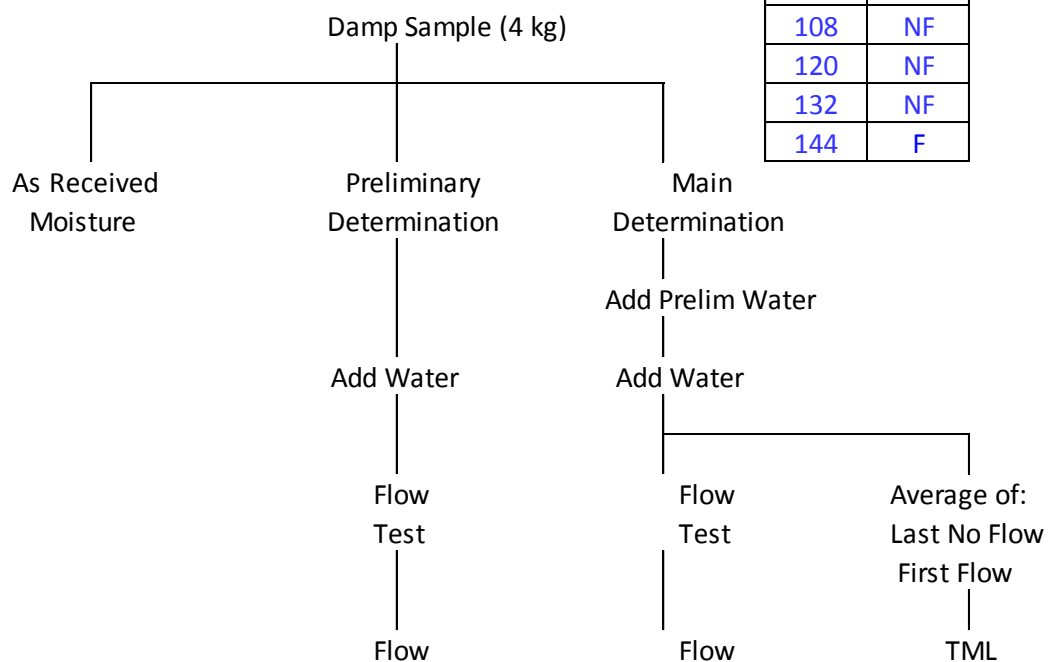 Damp Sample (4 kg)
108 NF
120 NF
132 NF
144 F
As Received
Moisture
Preliminary
Determination
Main
Determination
Add Prelim Water
Add Water
Add Water
Flow
Test
Flow
Test
Average of:
Last No Flow
First Flow
Flow
Flow
TML